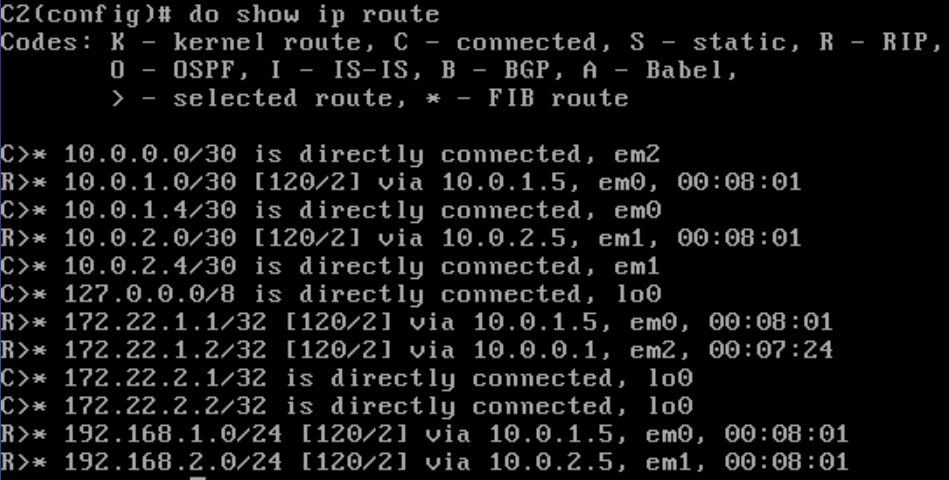 C2(config)# do show ip route
Codes: K - kernel route, C - connected, S - static, R - RIP,
       O - OSPF, I - IS-IS, B - BGP, A - Babel,
       > - selected route, * - FIB route

C>* 10.0.0.0/30 is directly connected, em2
R>* 10.0.1.0/30 [120/2] via 10.0.1.5, em0, 00:08:01
C>* 10.0.1.4/30 is directly connected, em0
R>* 10.0.2.0/30 [120/2] via 10.0.2.5, em1, 00:08:01
C>* 10.0.2.4/30 is directly connected, em1
C>* 127.0.0.0/8 is directly connected, lo0
R>* 172.22.1.1/32 [120/2] via 10.0.1.5, em0, 00:08:01
R>* 172.22.1.2/32 [120/2] via 10.0.0.1, em2, 00:07:24
C>* 172.22.2.1/32 is directly connected, lo0
C>* 172.22.2.2/32 is directly connected, lo0
R>* 192.168.1.0/24 [120/2] via 10.0.1.5, em0, 00:08:01
R>* 192.168.2.0/24 [120/2] via 10.0.2.5, em1, 00:08:01